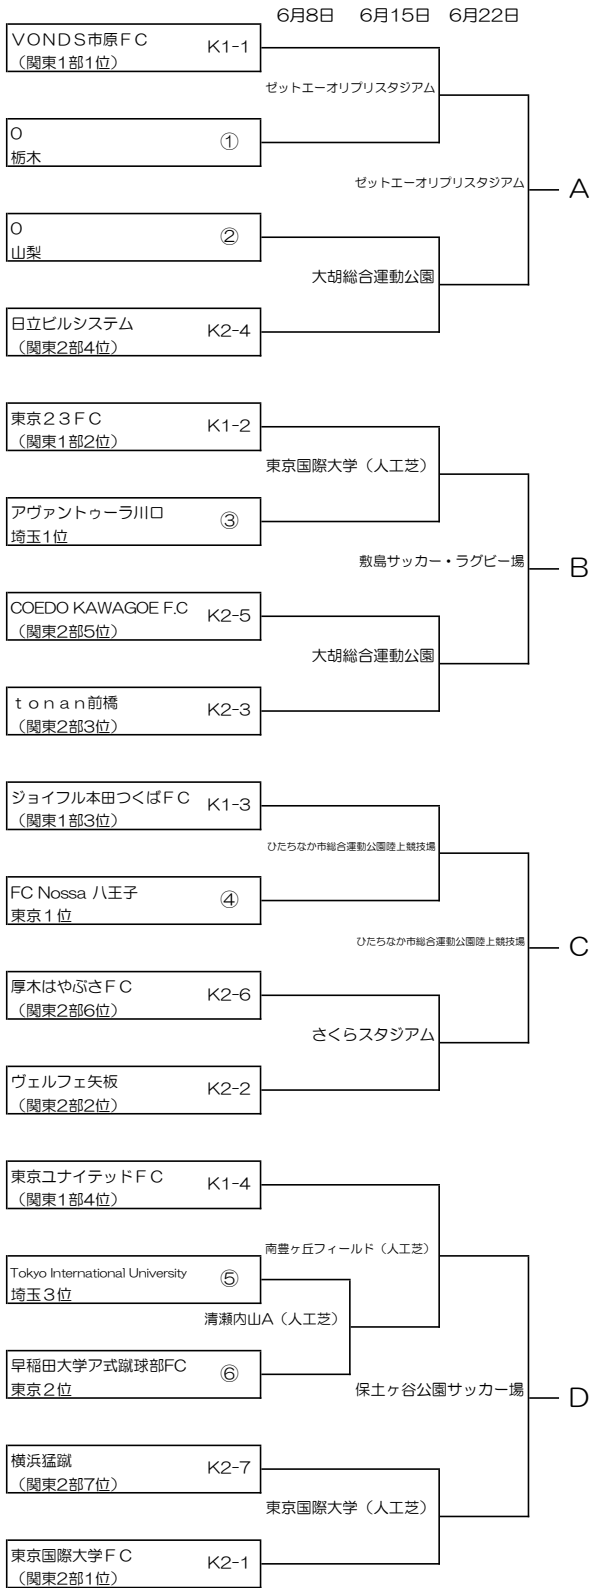 6月8日 6月15日 6月22日
VONDS市原FC K1-1
(関東1部1位)
ゼットエーオリプリスタジアム
0 ①
栃木
ゼットエーオリプリスタジアム A
0 ②
山梨
大胡総合運動公園
日立ビルシステム K2-4
(関東2部4位)
東京23FC K1-2
(関東1部2位)
東京国際大学(人工芝)
アヴァントゥーラ川口 ③
埼玉1位
敷島サッカー・ラグビー場 B
COEDO KAWAGOE F.C K2-5
(関東2部5位)
大胡総合運動公園
tonan前橋 K2-3
(関東2部3位)
ジョイフル本田つくばFC K1-3
(関東1部3位)
ひたちなか市総合運動公園陸上競技場
FC Nossa 八王子 ④
東京1位
ひたちなか市総合運動公園陸上競技場 C
厚木はやぶさFC K2-6
(関東2部6位)
さくらスタジアム
ヴェルフェ矢板 K2-2
(関東2部2位)
東京ユナイテッドFC K1-4
(関東1部4位)
南豊ヶ丘フィールド(人工芝)
Tokyo International University ⑤
埼玉3位
清瀬内山A(人工芝)
早稲田大学ア式蹴球部FC ⑥
東京2位
保土ヶ谷公園サッカー場 D
横浜猛蹴 K2-7
(関東2部7位)
東京国際大学(人工芝)
東京国際大学FC K2-1
(関東2部1位)